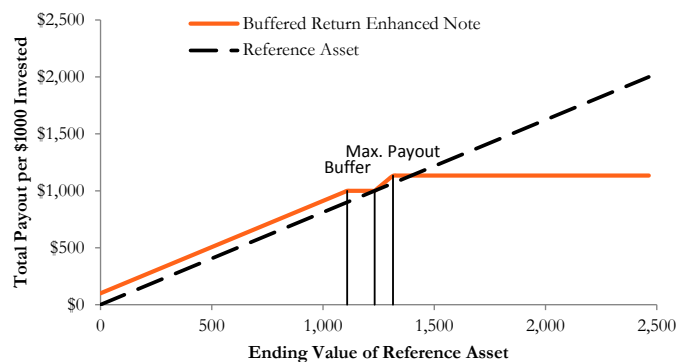 $2,500
Buffered Return Enhanced Note
Reference Asset
$2,000
$1,500
Max. Payout
Buffer
$1,000
$500
$0
Total Payout per $1000 Invested
0
500
1,000
1,500
2,000
2,500
Ending Value of Reference Asset